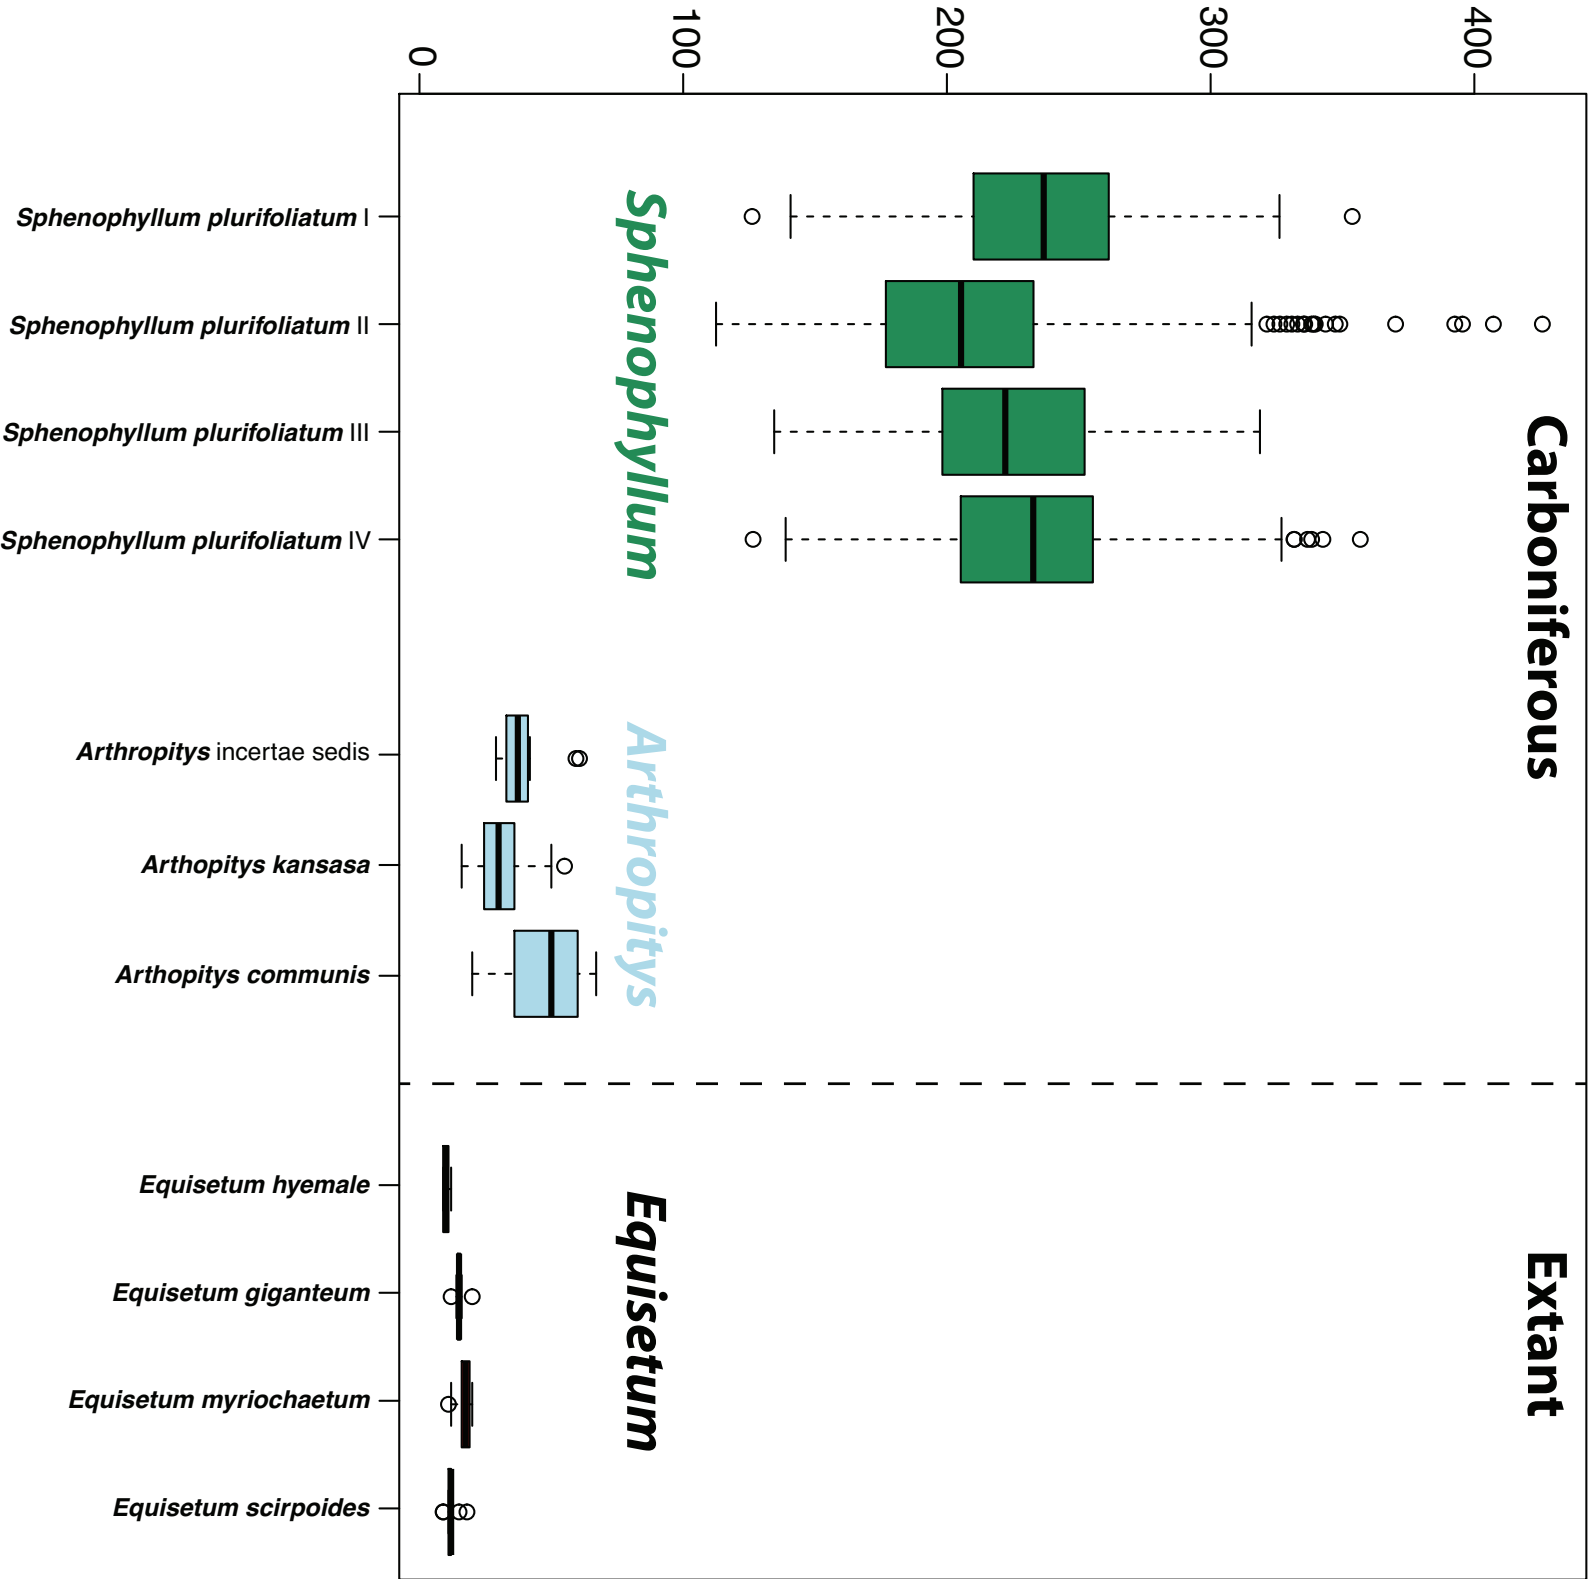 0
100
200
300
400
Sphenophyllum plurifoliatum I
Sphenophyllum plurifoliatum II
Sphenophyllum plurifoliatum III
Sphenophyllum plurifoliatum IV
Arthropitys incertae sedis
Arthopitys kansasa
Arthopitys communis
Equisetum hyemale
Equisetum giganteum
Equisetum myriochaetum
Equisetum scirpoides
Sphenophyllum
Arthropitys
Equisetum
Carboniferous
Extant